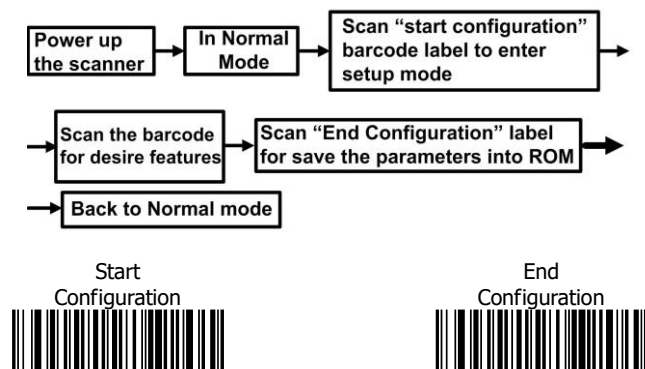 Power up
the scanner
In Normal
Mode
Scan “start configuration”
barcode label to enter
setup mode
Scan the barcode
for desire features
Scan “End Configuration” label
for save the parameters into ROM
Back to Normal mode
Start
Configuration
End
Configuration